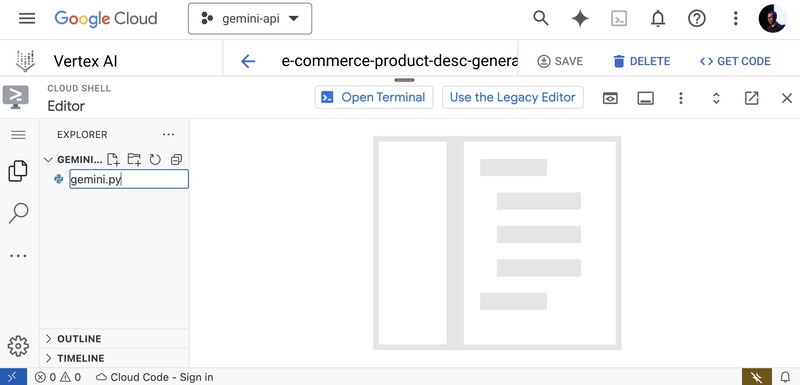 Google Cloud gemini-api
Vertex AI e-commerce-product-desc-genera SAVE DELETE GET CODE
CLOUD SHELL
Editor Open Terminal Use the Legacy Editor
EXPLORER
GEMINI...
gemini.py
OUTLINE
TIMELINE
0 0 Cloud Code - Sign in